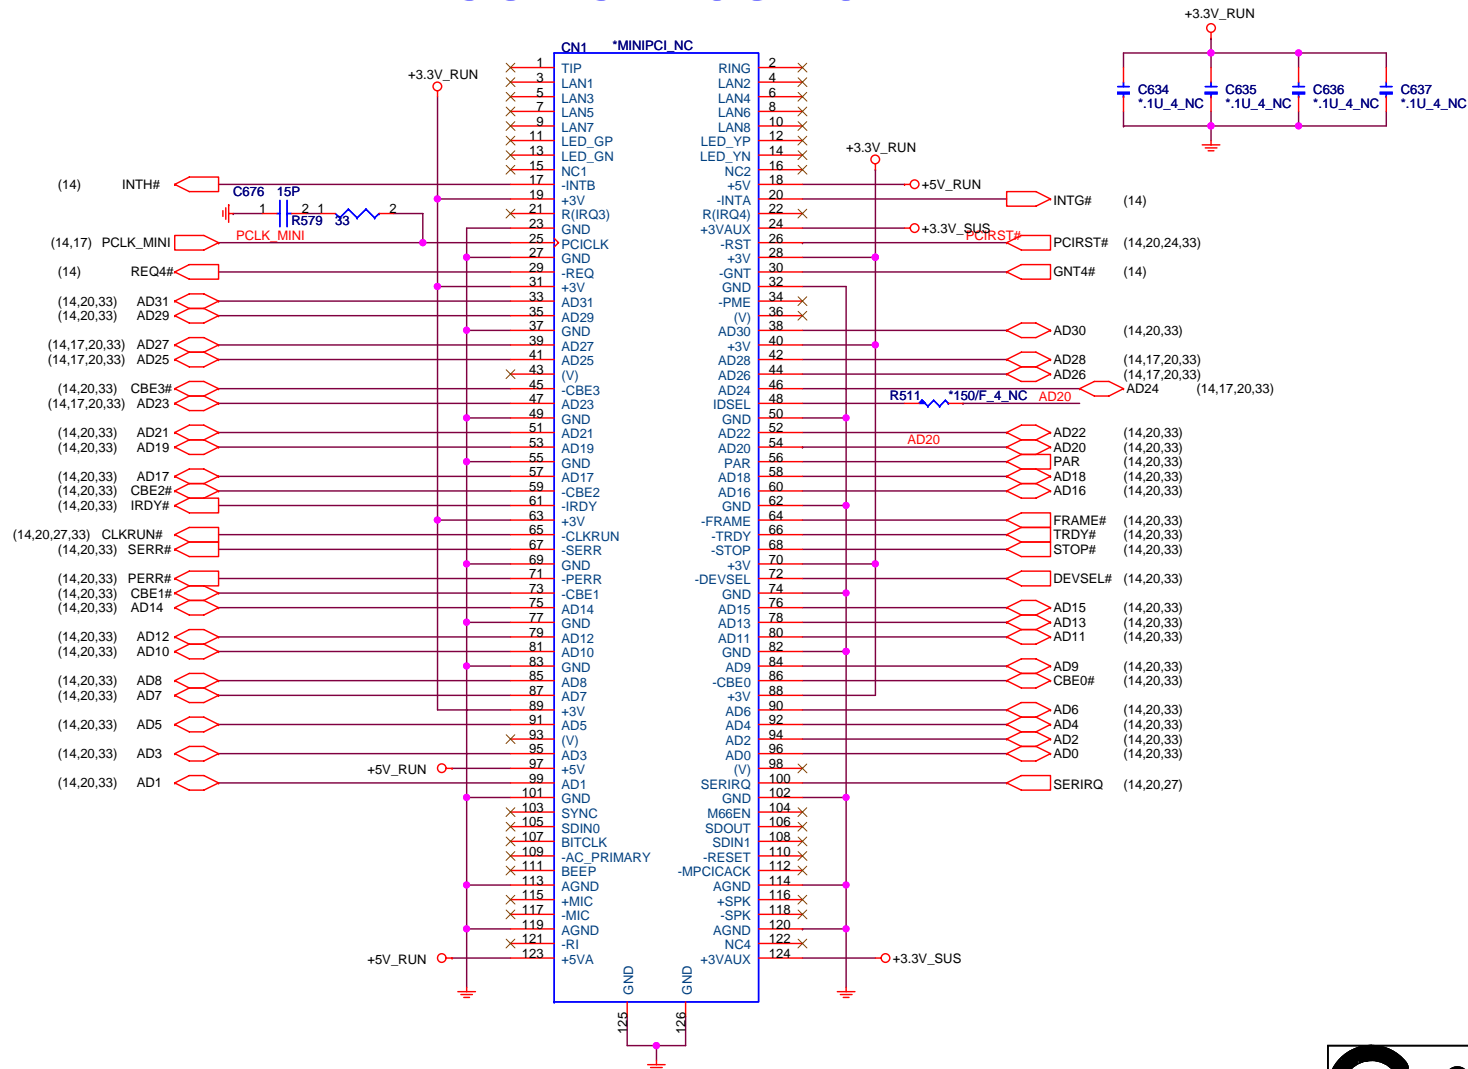 +3.3V_RUN
C634 *.1U_4_NC
C635 *.1U_4_NC
C636 *.1U_4_NC
C637 *.1U_4_NC
CN1 *MINIPCI_NC
+3.3V_RUN
+3.3V_RUN
1 TIP RING 2
3 LAN1 LAN2 4
5 LAN3 LAN4 6
7 LAN5 LAN6 8
9 LAN7 LAN8 10
11 LED_GP LED_YP 12
13 LED_GN LED_YN 14
15 NC1 NC2 16
(14) INTH# 17 -INTB +5V 18 +5V_RUN
C676 15P
1 2 R579 1 33 2
19 +3V -INTA 20 INTG# (14)
21 R(IRQ3) R(IRQ4) 22
23 GND +3VAUX 24 +3.3V_SUS
(14,17) PCLK_MINI PCLK_MINI 25 PCICLK -RST 26 PCIRST# PCIRST# (14,20,24,33)
27 GND +3V 28
(14) REQ4# 29 -REQ -GNT 30 GNT4# (14)
31 +3V GND 32
(14,20,33) AD31 33 AD31 -PME 34
(14,20,33) AD29 35 AD29 (V) 36
37 GND AD30 38 AD30 (14,20,33)
(14,17,20,33) AD27 39 AD27 +3V 40
(14,17,20,33) AD25 41 AD25 AD28 42 AD28 (14,17,20,33)
43 (V) AD26 44 AD26 (14,17,20,33)
(14,20,33) CBE3# 45 -CBE3 AD24 46 AD24 (14,17,20,33)
(14,17,20,33) AD23 47 AD23 IDSEL 48 R511 *150/F_4_NC AD20
49 GND GND 50
(14,20,33) AD21 51 AD21 AD22 52 AD22 (14,20,33)
(14,20,33) AD19 53 AD19 AD20 54 AD20 AD20 (14,20,33)
55 GND PAR 56 PAR (14,20,33)
(14,20,33) AD17 57 AD17 AD18 58 AD18 (14,20,33)
(14,20,33) CBE2# 59 -CBE2 AD16 60 AD16 (14,20,33)
(14,20,33) IRDY# 61 -IRDY GND 62
63 +3V -FRAME 64 FRAME# (14,20,33)
(14,20,27,33) CLKRUN# 65 -CLKRUN -TRDY 66 TRDY# (14,20,33)
(14,20,33) SERR# 67 -SERR -STOP 68 STOP# (14,20,33)
69 GND +3V 70
(14,20,33) PERR# 71 -PERR -DEVSEL 72 DEVSEL# (14,20,33)
(14,20,33) CBE1# 73 -CBE1 GND 74
(14,20,33) AD14 75 AD14 AD15 76 AD15 (14,20,33)
77 GND AD13 78 AD13 (14,20,33)
(14,20,33) AD12 79 AD12 AD11 80 AD11 (14,20,33)
(14,20,33) AD10 81 AD10 GND 82
83 GND AD9 84 AD9 (14,20,33)
(14,20,33) AD8 85 AD8 -CBE0 86 CBE0# (14,20,33)
(14,20,33) AD7 87 AD7 +3V 88
89 +3V AD6 90 AD6 (14,20,33)
(14,20,33) AD5 91 AD5 AD4 92 AD4 (14,20,33)
93 (V) AD2 94 AD2 (14,20,33)
(14,20,33) AD3 95 AD3 AD0 96 AD0 (14,20,33)
+5V_RUN 97 +5V (V) 98
(14,20,33) AD1 99 AD1 SERIRQ 100 SERIRQ (14,20,27)
101 GND GND 102
103 SYNC M66EN 104
105 SDIN0 SDOUT 106
107 BITCLK SDIN1 108
109 -AC_PRIMARY -RESET 110
111 BEEP -MPCICACK 112
113 AGND AGND 114
115 +MIC +SPK 116
117 -MIC -SPK 118
119 AGND AGND 120
121 -RI NC4 122
+5V_RUN 123 +5VA +3VAUX 124 +3.3V_SUS
GND GND
125 126